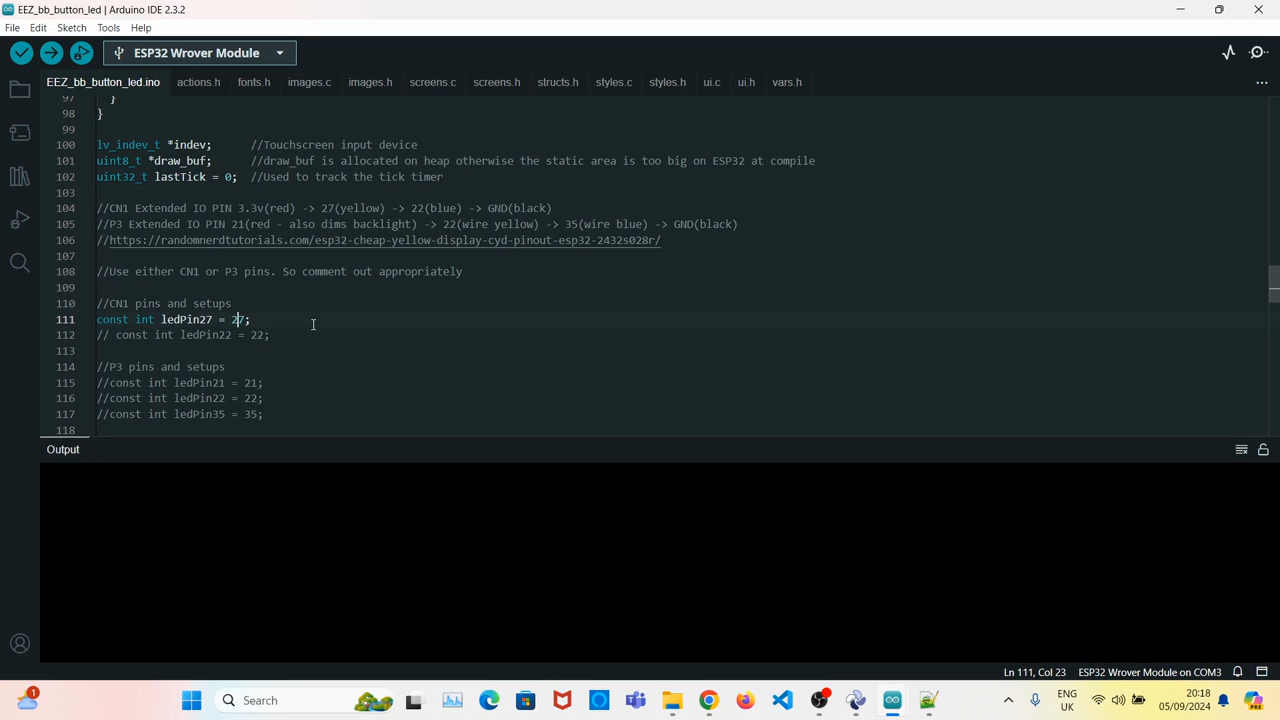 EEZ_bb_button_led | Arduino IDE 2.3.2
File Edit Sketch Tools Help
ESP32 Wrover Module
EEZ_bb_button_led.ino actions.h fonts.h images.c images.h screens.c screens.h structs.h styles.c styles.h ui.c ui.h vars.h
97 }
98 }
99
100 lv_indev_t *indev; //Touchscreen input device
101 uint8_t *draw_buf; //draw_buf is allocated on heap otherwise the static area is too big on ESP32 at compile
102 uint32_t lastTick = 0; //Used to track the tick timer
103
104 //CN1 Extended IO PIN 3.3v(red) -> 27(yellow) -> 22(blue) -> GND(black)
105 //P3 Extended IO PIN 21(red - also dims backlight) -> 22(wire yellow) -> 35(wire blue) -> GND(black)
106 //https://randomnerdtutorials.com/esp32-cheap-yellow-display-cyd-pinout-esp32-2432s028r/
107
108 //Use either CN1 or P3 pins. So comment out appropriately
109
110 //CN1 pins and setups
111 const int ledPin27 = 27;
112 // const int ledPin22 = 22;
113
114 //P3 pins and setups
115 //const int ledPin21 = 21;
116 //const int ledPin22 = 22;
117 //const int ledPin35 = 35;
118
Output
Ln 111, Col 23 ESP32 Wrover Module on COM3
1 Search ENG 20:18 PRE
UK 05/09/2024